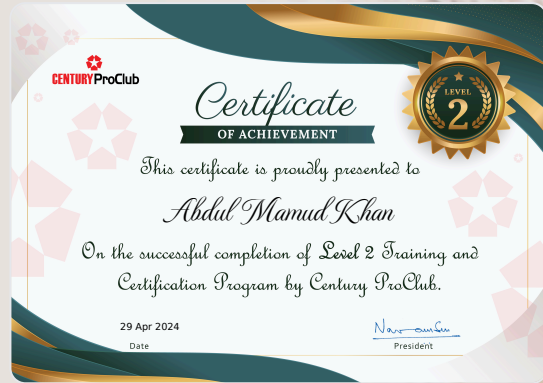 CENTURY ProClub
Certificate
OF ACHIEVEMENT
LEVEL
2
This certificate is proudly presented to
Abdul Mamud Khan
On the successful completion of Level 2 Training and
Certification Program by Century ProClub.
29 Apr 2024
Date
President